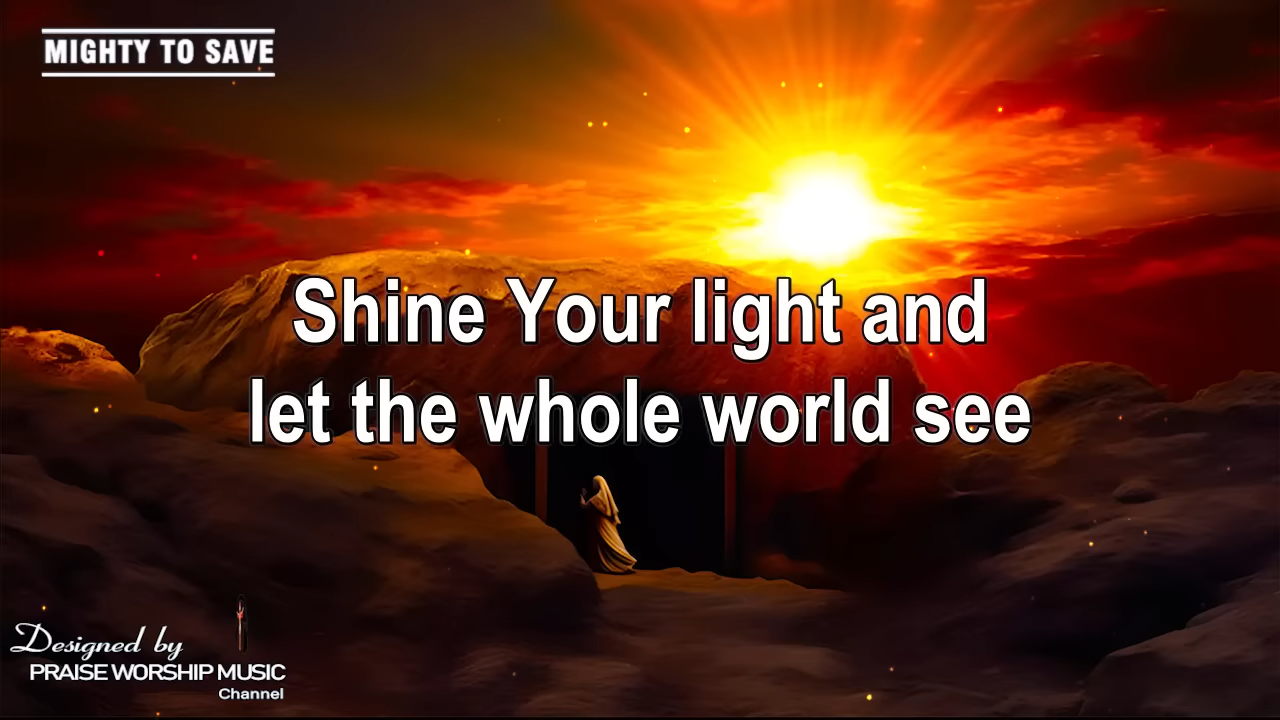 MIGHTY TO SAVE
Shine Your light and
let the whole world see
Designed by
PRAISE WORSHIP MUSIC
Channel